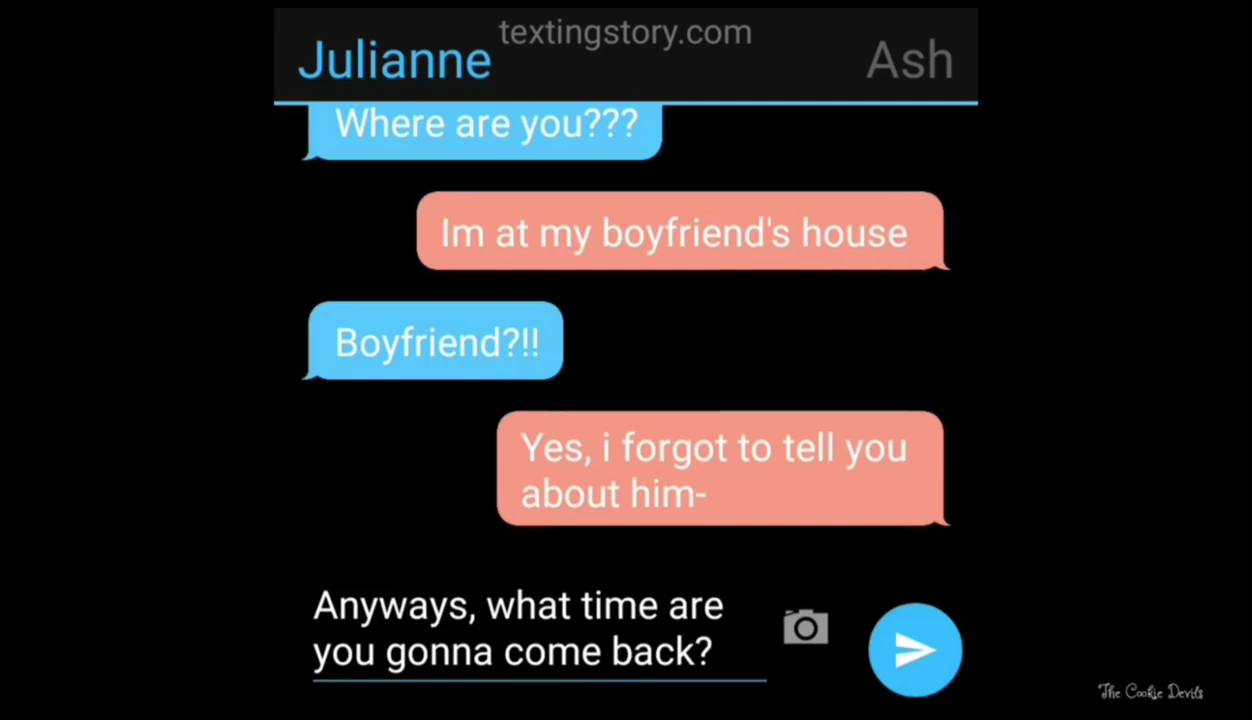 textingstory.com
Julianne
Ash
Where are you???
Im at my boyfriend's house
Boyfriend?!!
Yes, i forgot to tell you
about him-
Anyways, what time are
you gonna come back?
The Cookie Devils